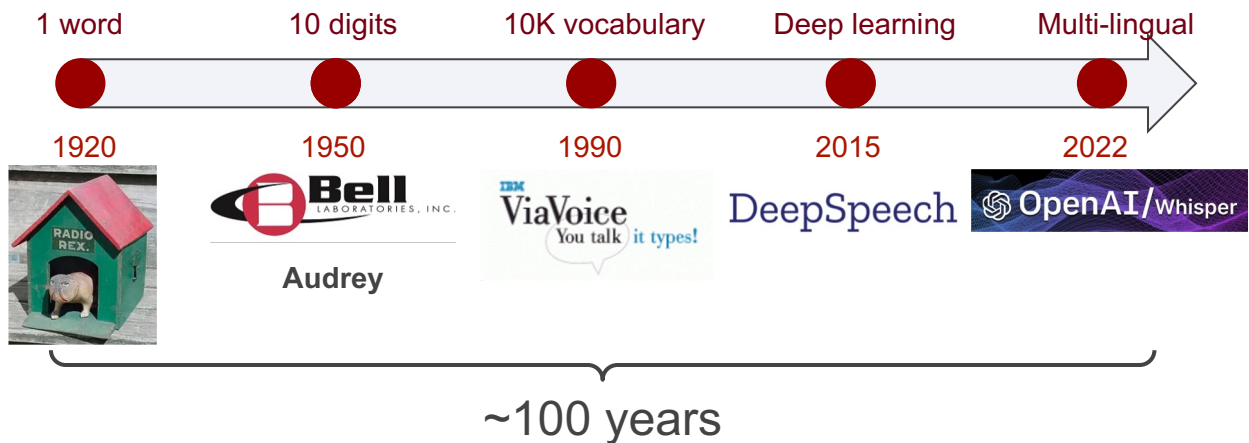 1 word
10 digits
10K vocabulary
Deep learning
Multi-lingual
1920
1950
1990
2015
2022
RADIO
REX.
Bell
LABORATORIES, INC.
Audrey
IBM
ViaVoice
You talk it types!
DeepSpeech
OpenAI/Whisper
~100 years